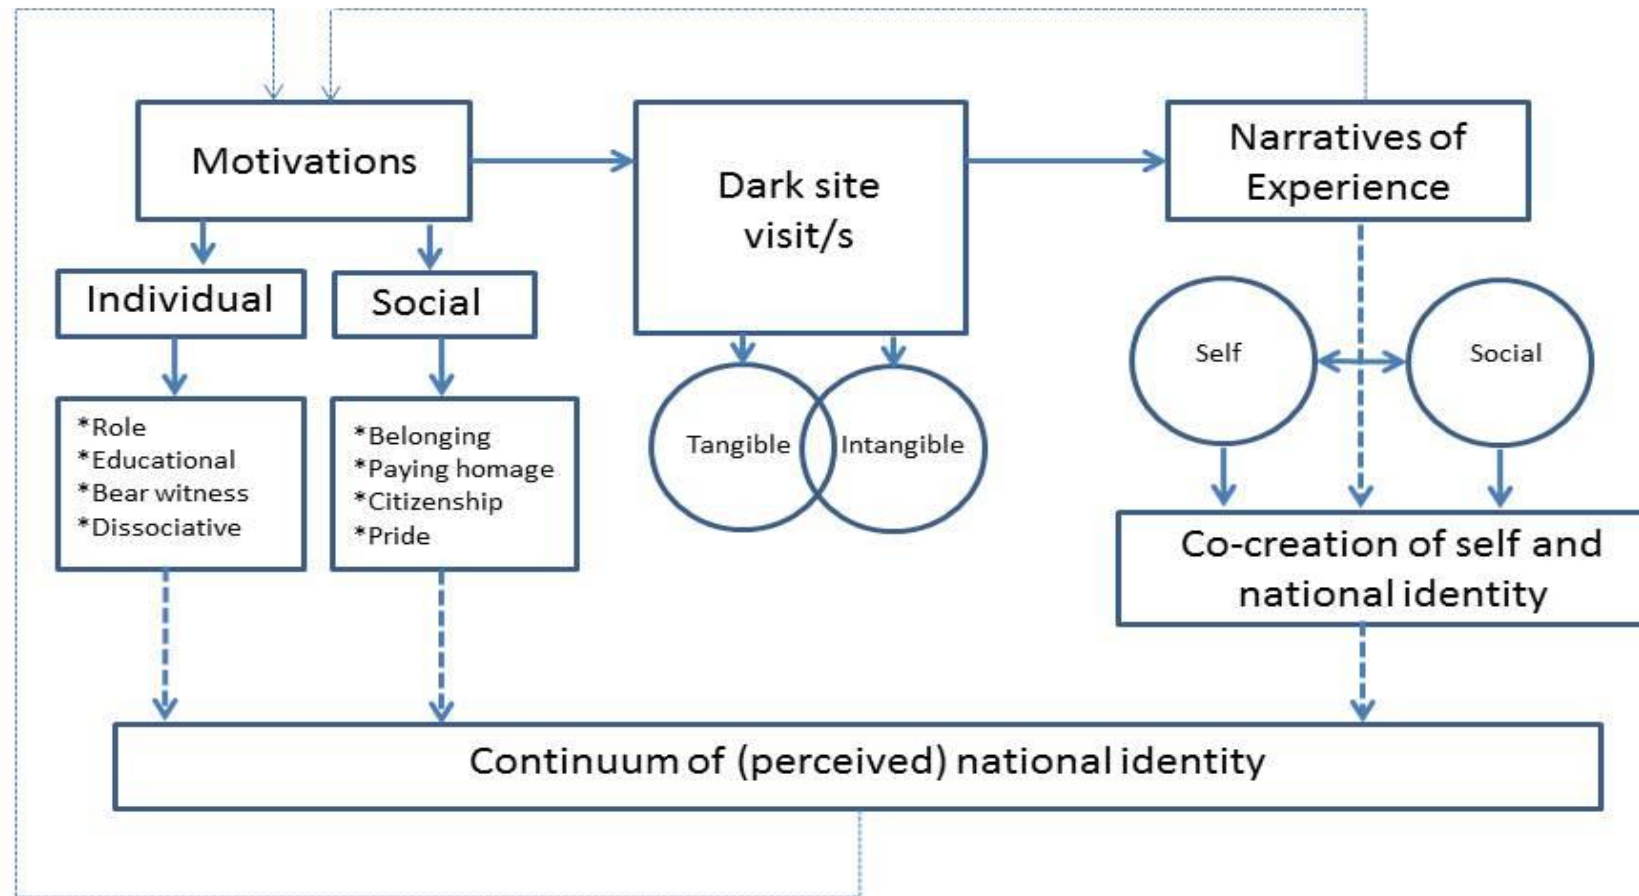 Motivations
Dark site
visit/s
Narratives of
Experience
Individual
Social
*Role
*Educational
*Bear witness
*Dissociative
*Belonging
*Paying homage
*Citizenship
*Pride
Tangible
Intangible
Self
Social
Co-creation of self and
national identity
Continuum of (perceived) national identity